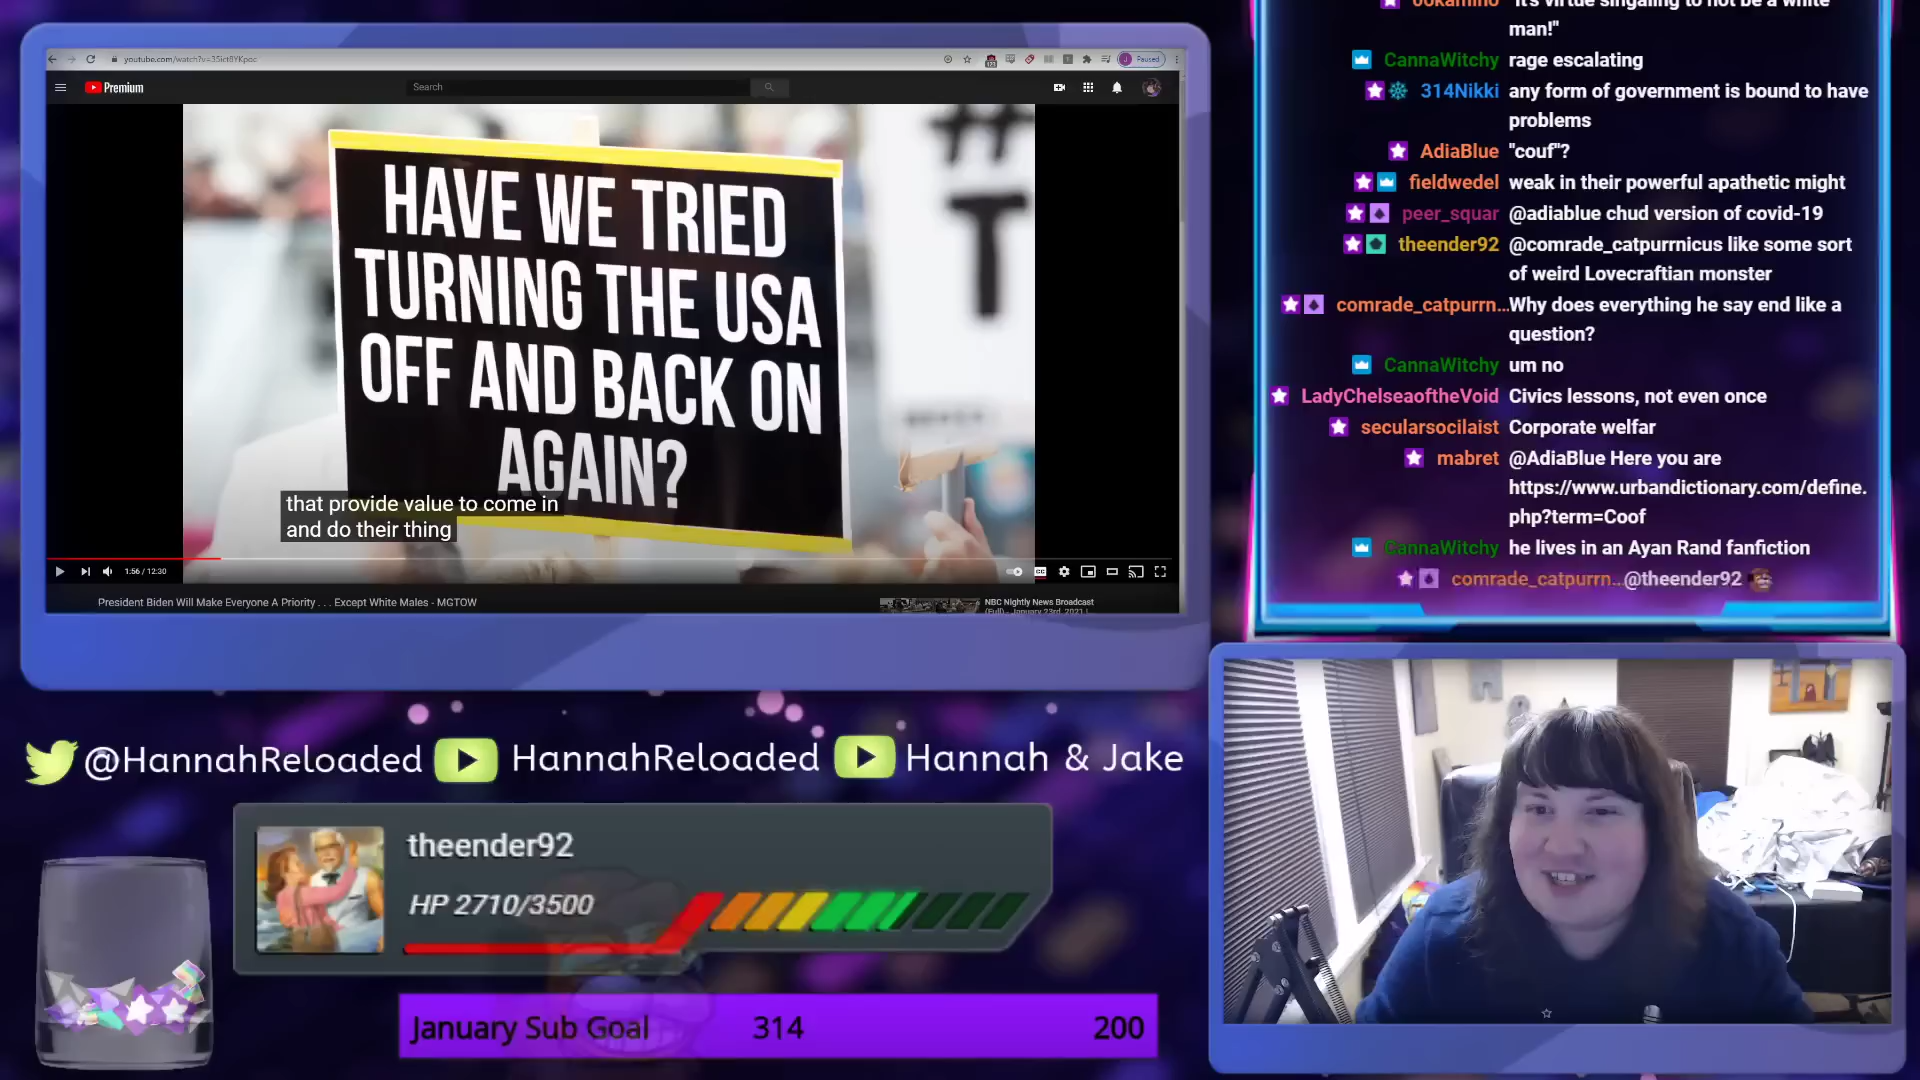 Paused
Premium
Search
HAVE WE TRIED
TURNING THE USA
OFF AND BACK ON
AGAIN?
T
that provide value to come in
and do their thing
1:56 / 12:30
President Biden Will Make Everyone A Priority . . . Except White Males - MGTOW
NBC Nightly News Broadcast
(Full) - January 23rd, 2021 |
man!"
CannaWitchy rage escalating
314Nikki any form of government is bound to have
problems
AdiaBlue "couf"?
fieldwedel weak in their powerful apathetic might
peer_squar @adiablue chud version of covid-19
theender92 @comrade_catpurrrnicus like some sort
of weird Lovecraftian monster
comrade_catpurrn... Why does everything he say end like a
question?
CannaWitchy um no
LadyChelseaoftheVoid Civics lessons, not even once
secularsocilaist Corporate welfar
mabret @AdiaBlue Here you are
https://www.urbandictionary.com/define.
php?term=Coof
CannaWitchy he lives in an Ayan Rand fanfiction
comrade_catpurrn... @theender92
@HannahReloaded HannahReloaded Hannah & Jake
theender92
HP 2710/3500
January Sub Goal 314 200